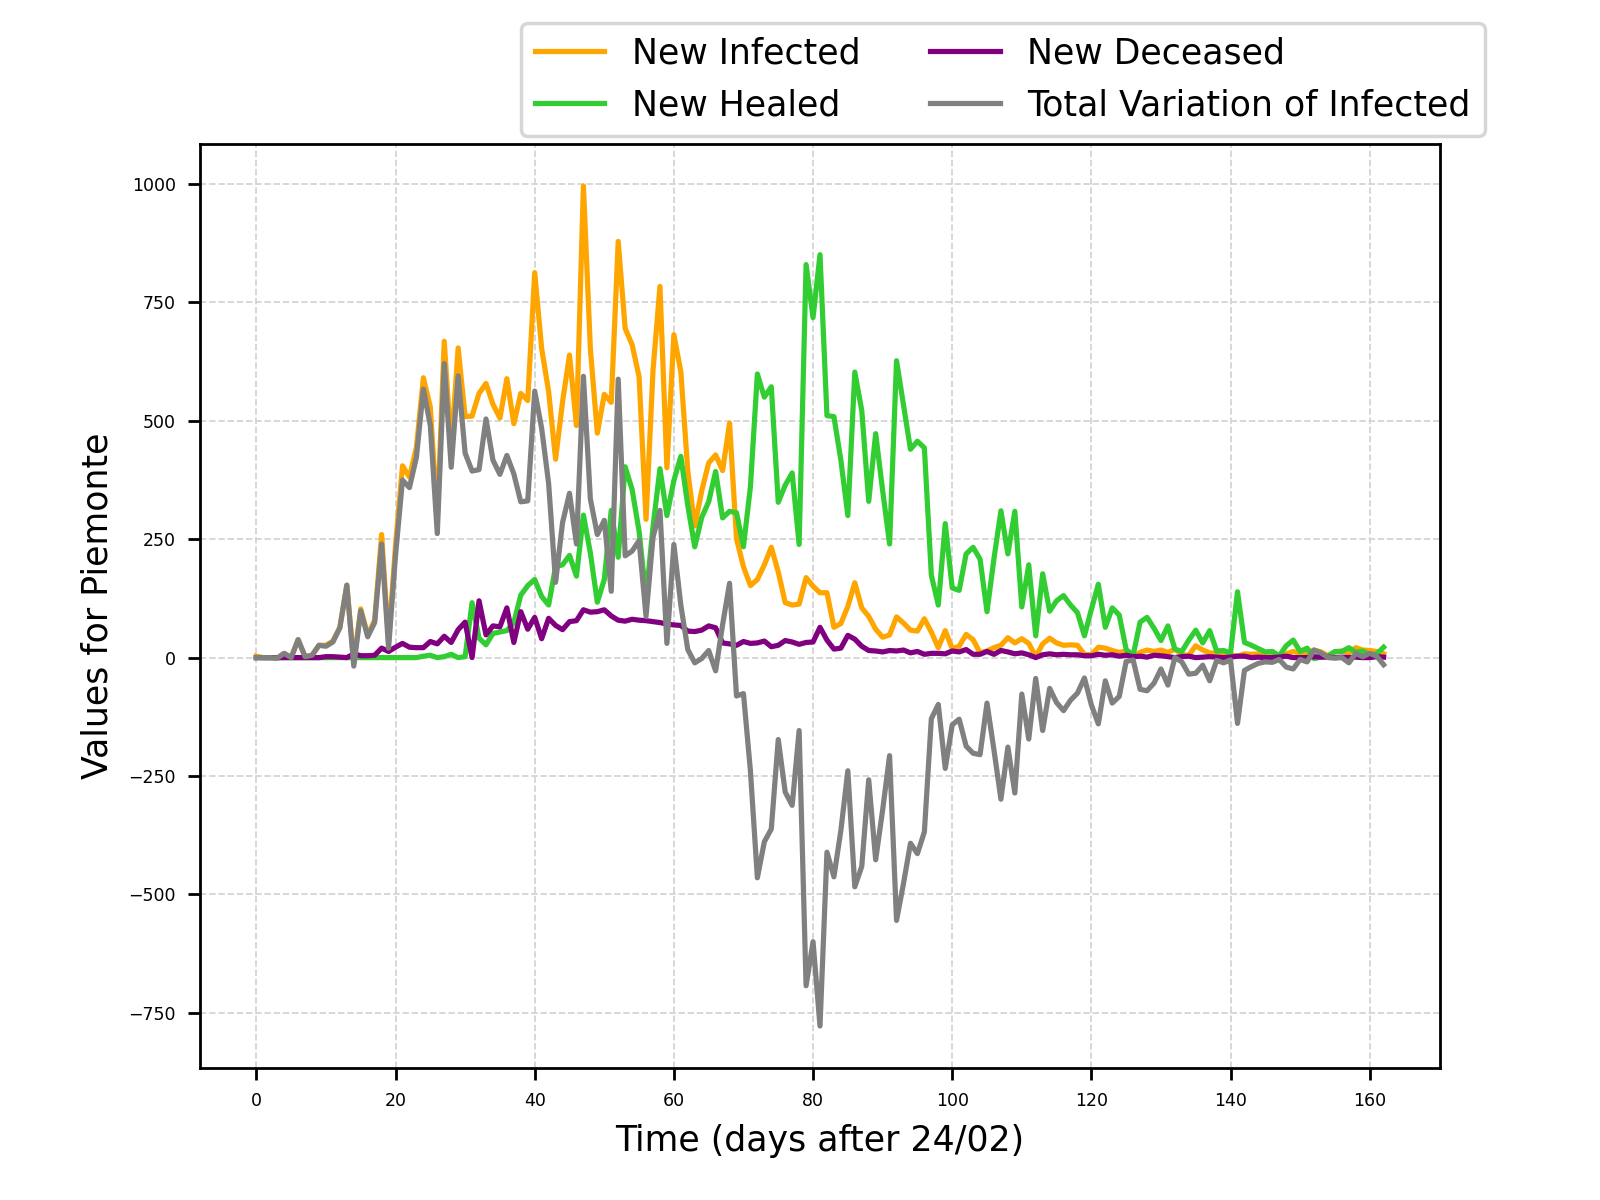 New Infected
New Healed
New Deceased
Total Variation of Infected
1000
750
500
250
0
−250
−500
−750
Values for Piemonte
0 20 40 60 80 100 120 140 160
Time (days after 24/02)